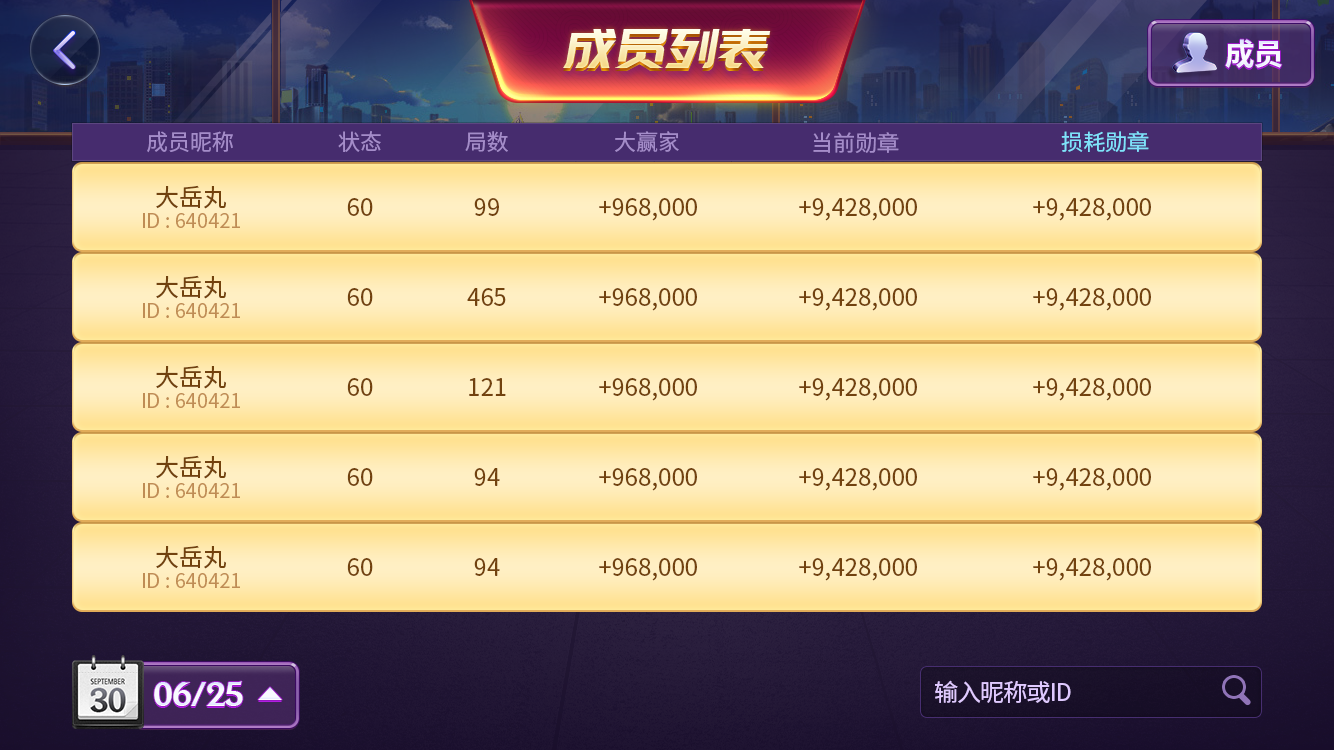 成员列表
成员
成员昵称 状态 局数 大赢家 当前勋章 损耗勋章
大岳丸 60 99 +968,000 +9,428,000 +9,428,000
ID : 640421
大岳丸 60 465 +968,000 +9,428,000 +9,428,000
ID : 640421
大岳丸 60 121 +968,000 +9,428,000 +9,428,000
ID : 640421
大岳丸 60 94 +968,000 +9,428,000 +9,428,000
ID : 640421
大岳丸 60 94 +968,000 +9,428,000 +9,428,000
ID : 640421
SEPTEMBER
30
06/25
输入昵称或ID